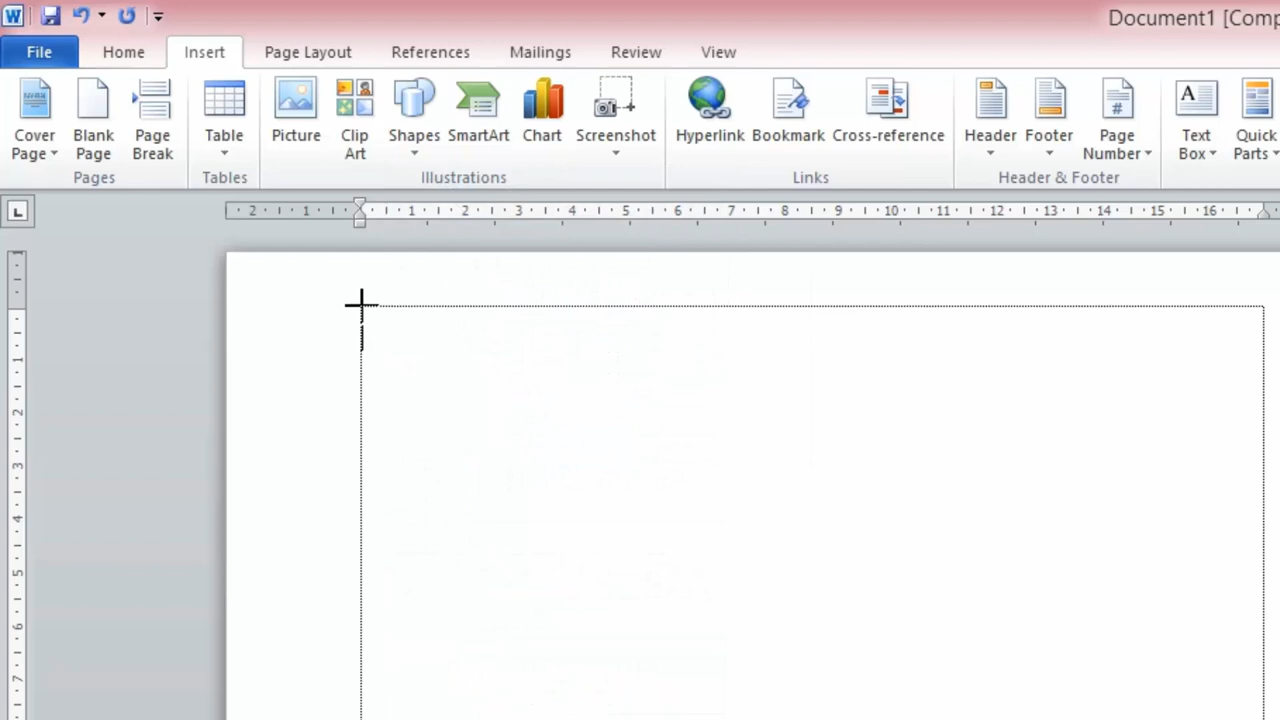 W
Document1 [Comp
File Home Insert Page Layout References Mailings Review View
Cover Page Blank Page Page Break Table Picture Clip Art Shapes SmartArt Chart Screenshot Hyperlink Bookmark Cross-reference Header Footer Page Number Text Box Quick Parts
Pages Tables Illustrations Links Header & Footer
2 1 1 2 3 4 5 6 7 8 9 10 11 12 13 14 15 16
1
2
3
4
5
6
7